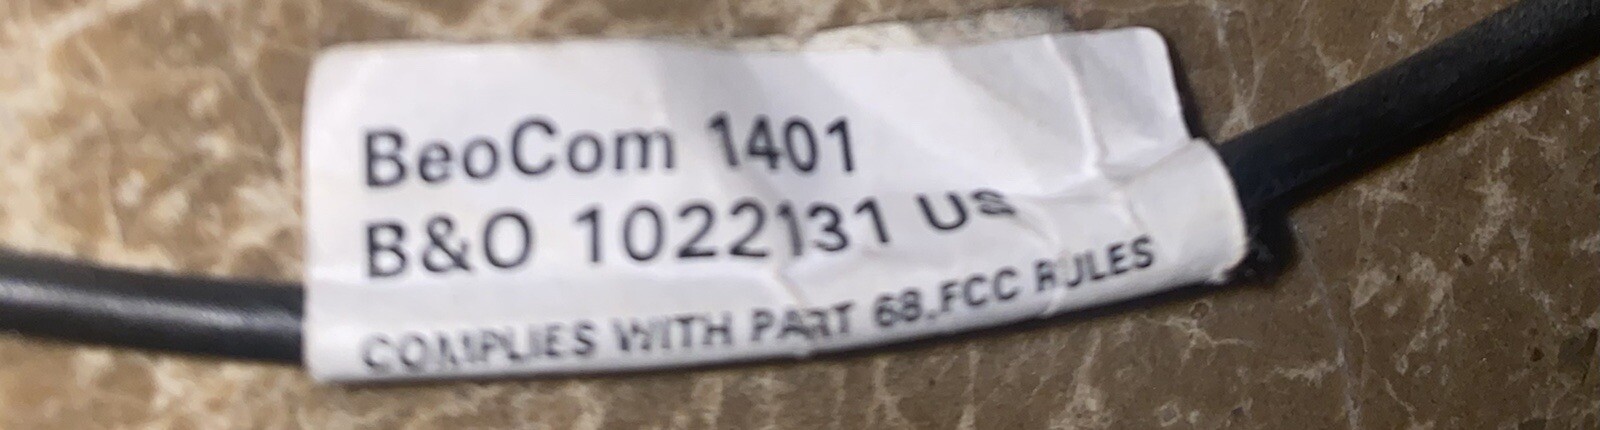 BeoCom 1401
B&O 1022131 US
COMPLIES WITH PART 68.FCC RULES